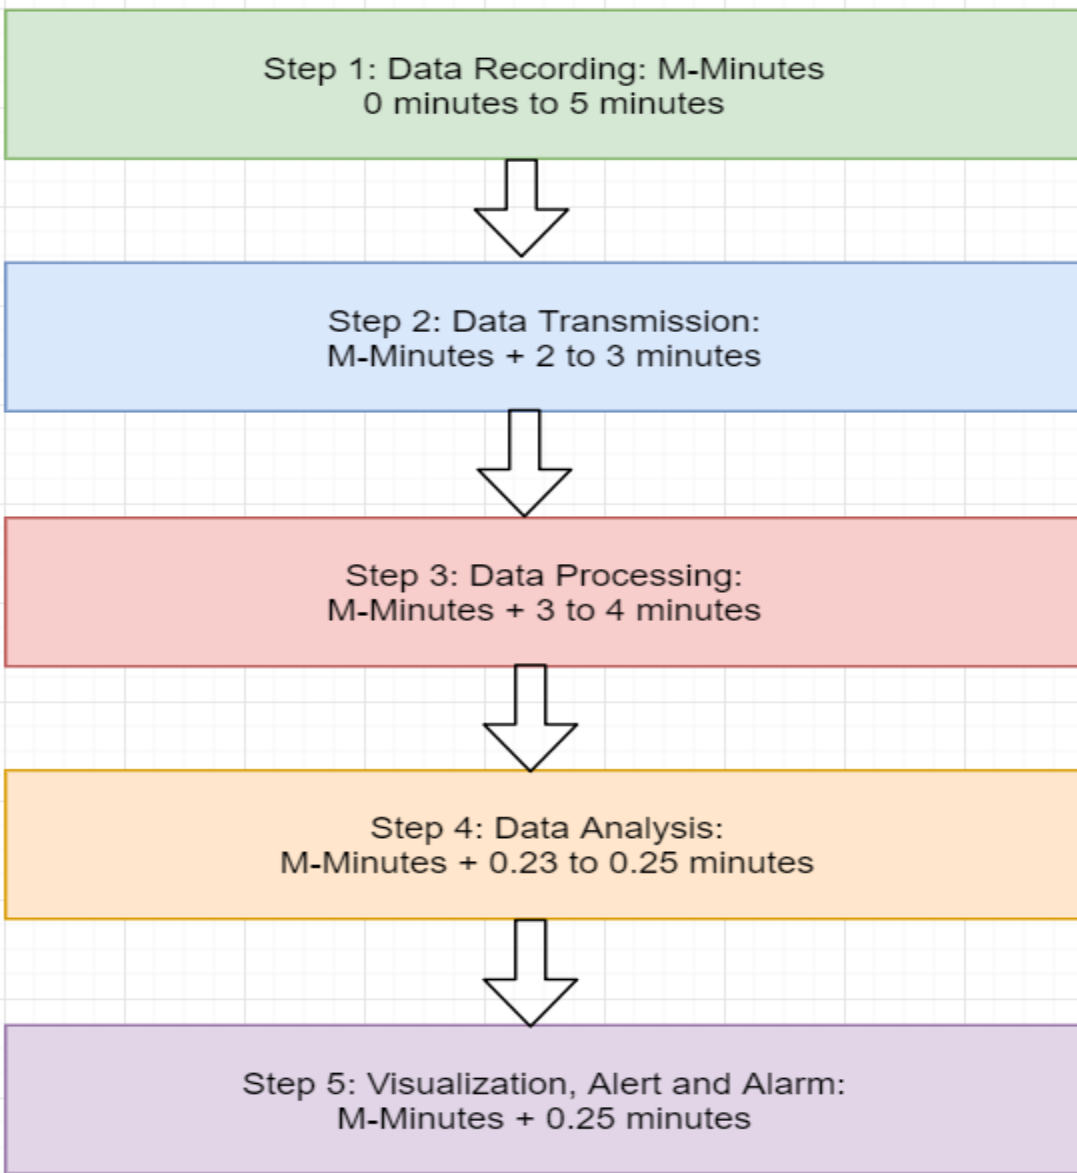 Step 1: Data Recording: M-Minutes
0 minutes to 5 minutes
Step 2: Data Transmission:
M-Minutes + 2 to 3 minutes
Step 3: Data Processing:
M-Minutes + 3 to 4 minutes
Step 4: Data Analysis:
M-Minutes + 0.23 to 0.25 minutes
Step 5: Visualization, Alert and Alarm:
M-Minutes + 0.25 minutes